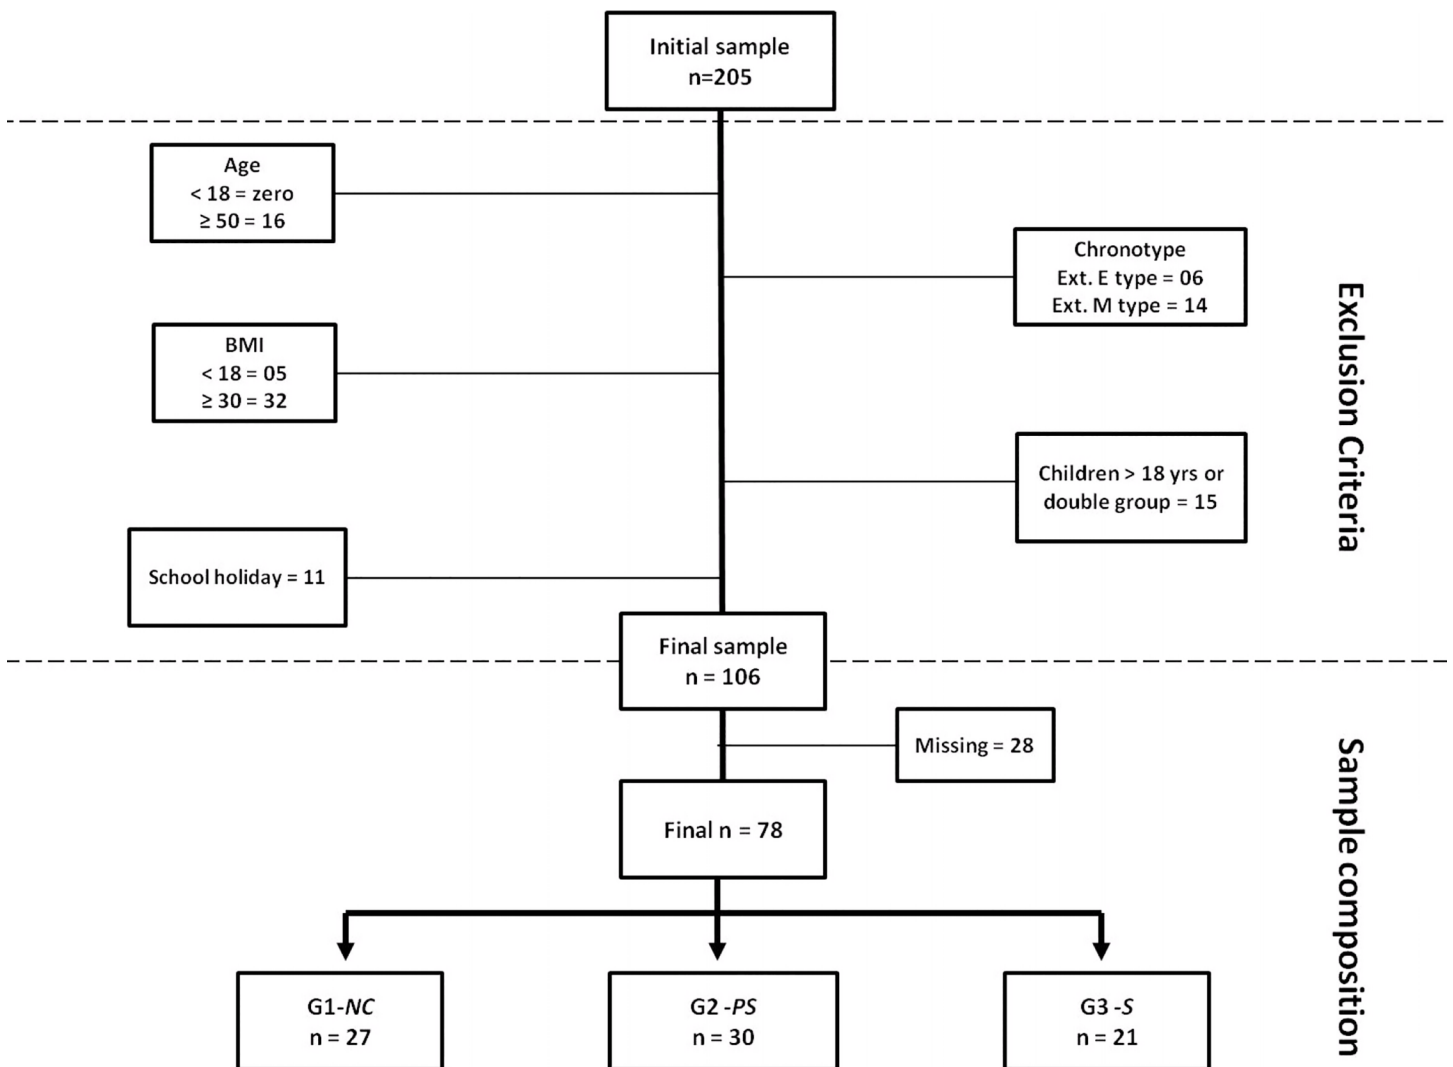 Initial sample
n=205
Age
< 18 = zero
≥ 50 = 16
Chronotype
Ext. E type = 06
Ext. M type = 14
BMI
< 18 = 05
≥ 30 = 32
Children > 18 yrs or
double group = 15
School holiday = 11
Exclusion Criteria
Final sample
n = 106
Missing = 28
Final n = 78
Sample composition
G1-NC
n = 27
G2 -PS
n = 30
G3 -S
n = 21